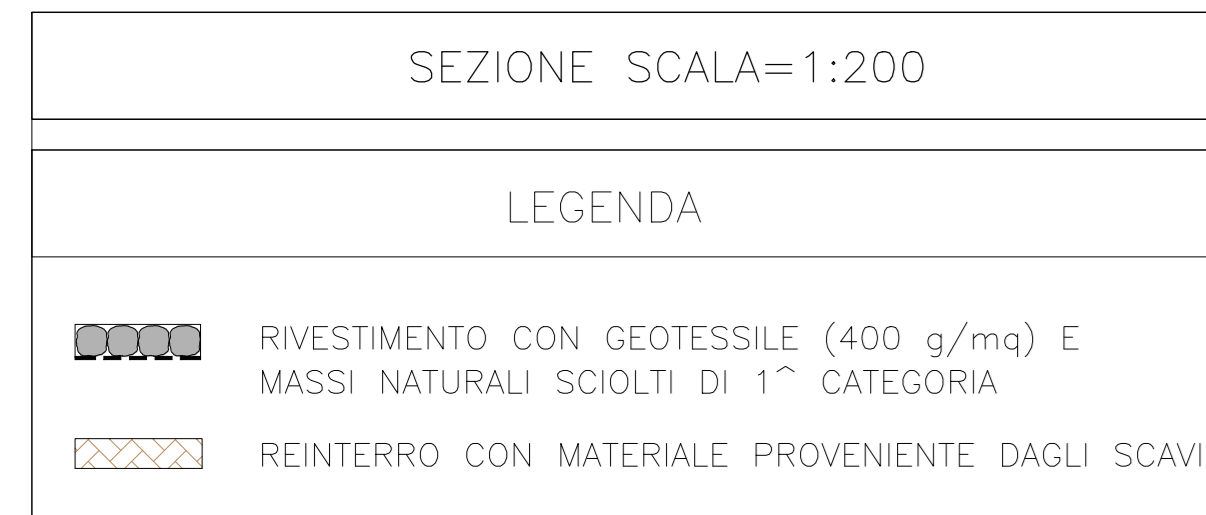 SEZIONE SCALA=1:200
LEGENDA
RIVESTIMENTO CON GEOTESSILE (400 g/mq) E
MASSI NATURALI SCIOLTI DI 1^ CATEGORIA
REINTERRO CON MATERIALE PROVENIENTE DAGLI SCAVI